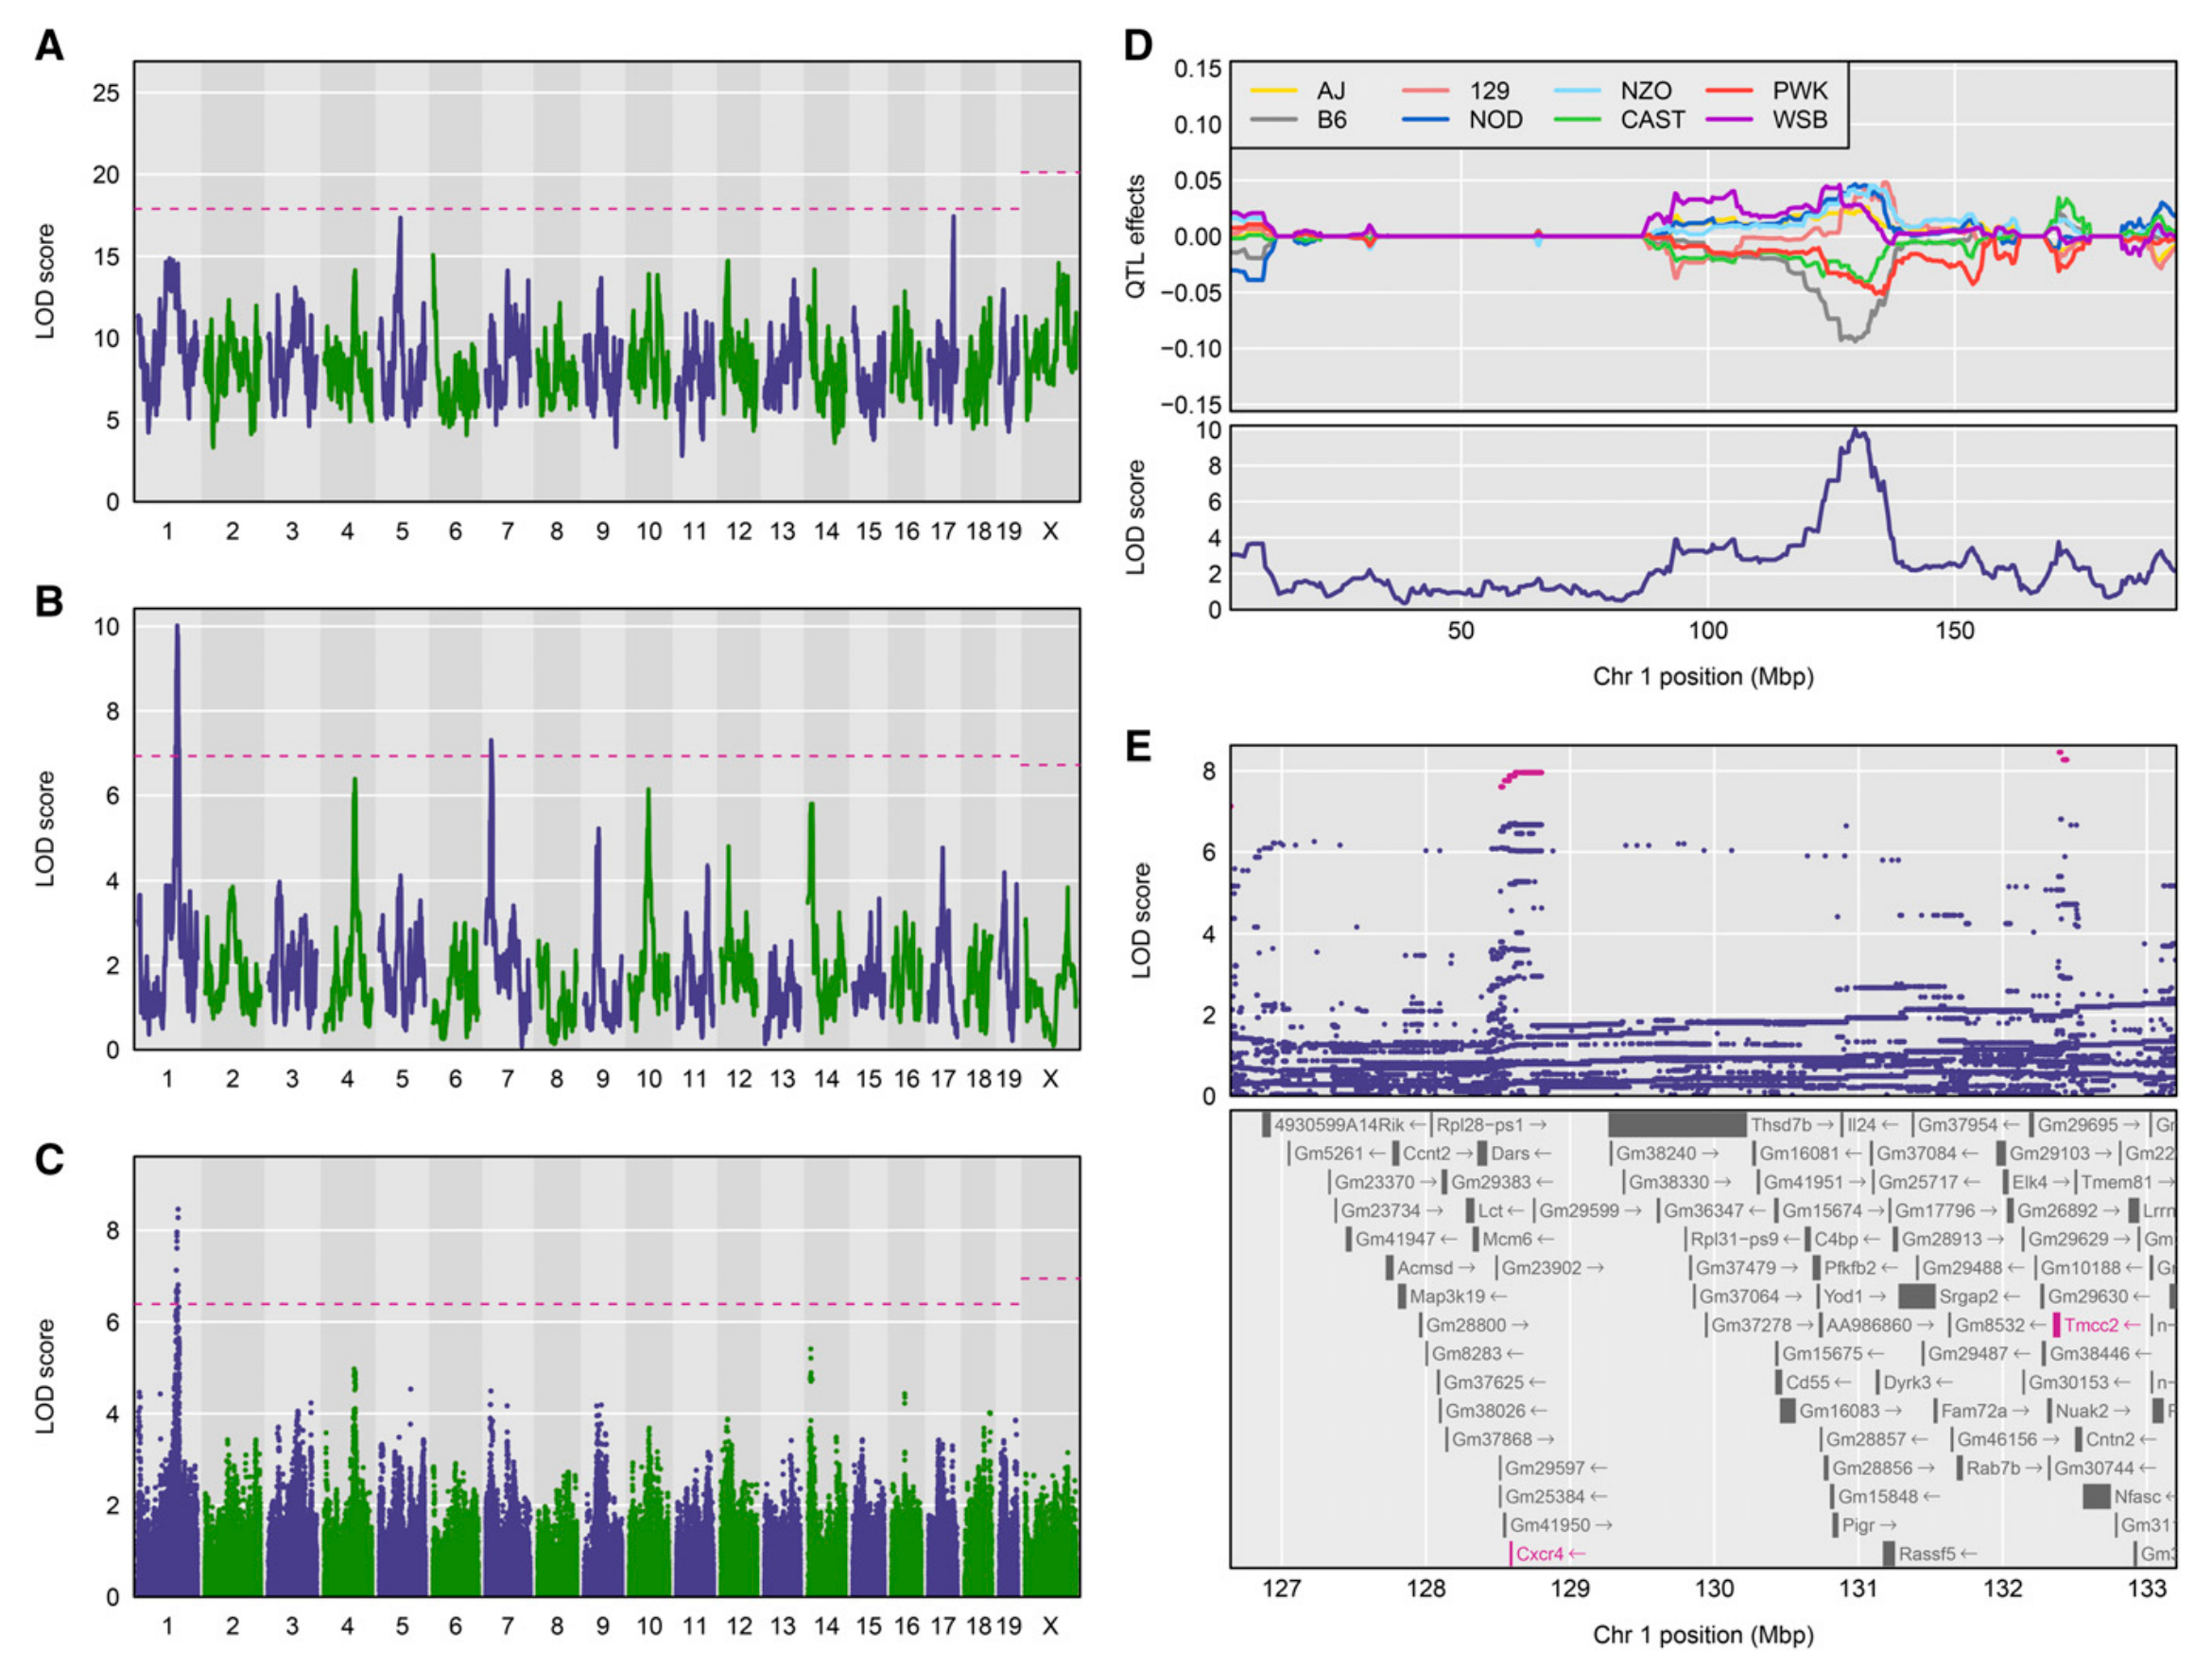 A
25
20
15
10
5
0
LOD score
1 2 3 4 5 6 7 8 9 10 11 12 13 14 15 16 17 18 19 X
B
10
8
6
4
2
0
LOD score
1 2 3 4 5 6 7 8 9 10 11 12 13 14 15 16 17 18 19 X
C
8
6
4
2
0
LOD score
1 2 3 4 5 6 7 8 9 10 11 12 13 14 15 16 17 18 19 X
D
AJ 129 NZO PWK
B6 NOD CAST WSB
0.15
0.10
0.05
0.00
−0.05
−0.10
−0.15
QTL effects
10
8
6
4
2
0
LOD score
50 100 150
Chr 1 position (Mbp)
E
8
6
4
2
0
LOD score
4930599A14Rik ← Rpl28−ps1 → Thsd7b → Il24 ← Gm37954 ← Gm29695 → Gr
Gm5261 ← Ccnt2 → Dars ← Gm38240 → Gm16081 ← Gm37084 ← Gm29103 → Gm22
Gm23370 → Gm29383 ← Gm38330 → Gm41951 → Gm25717 ← Elk4 → Tmem81 →
Gm23734 → Lct ← Gm29599 → Gm36347 ← Gm15674 → Gm17796 → Gm26892 → Lrrn
Gm41947 ← Mcm6 ← Rpl31−ps9 ← C4bp ← Gm28913 → Gm29629 → Gm
Acmsd → Gm23902 → Gm37479 → Pfkfb2 ← Gm29488 ← Gm10188 ← Gr
Map3k19 ← Gm37064 → Yod1 → Srgap2 ← Gm29630 ←
Gm28800 → Gm37278 → AA986860 → Gm8532 ← Tmcc2 ← n−
Gm8283 ← Gm15675 ← Gm29487 ← Gm38446 ←
Gm37625 ← Cd55 ← Dyrk3 ← Gm30153 ← n−
Gm38026 ← Gm16083 → Fam72a → Nuak2 → F
Gm37868 → Gm28857 ← Gm46156 → Cntn2 ←
Gm29597 ← Gm28856 → Rab7b → Gm30744 ←
Gm25384 ← Gm15848 ← Nfasc ←
Gm41950 → Pigr → Gm31
Cxcr4 ← Rassf5 ← Gm3
127 128 129 130 131 132 133
Chr 1 position (Mbp)